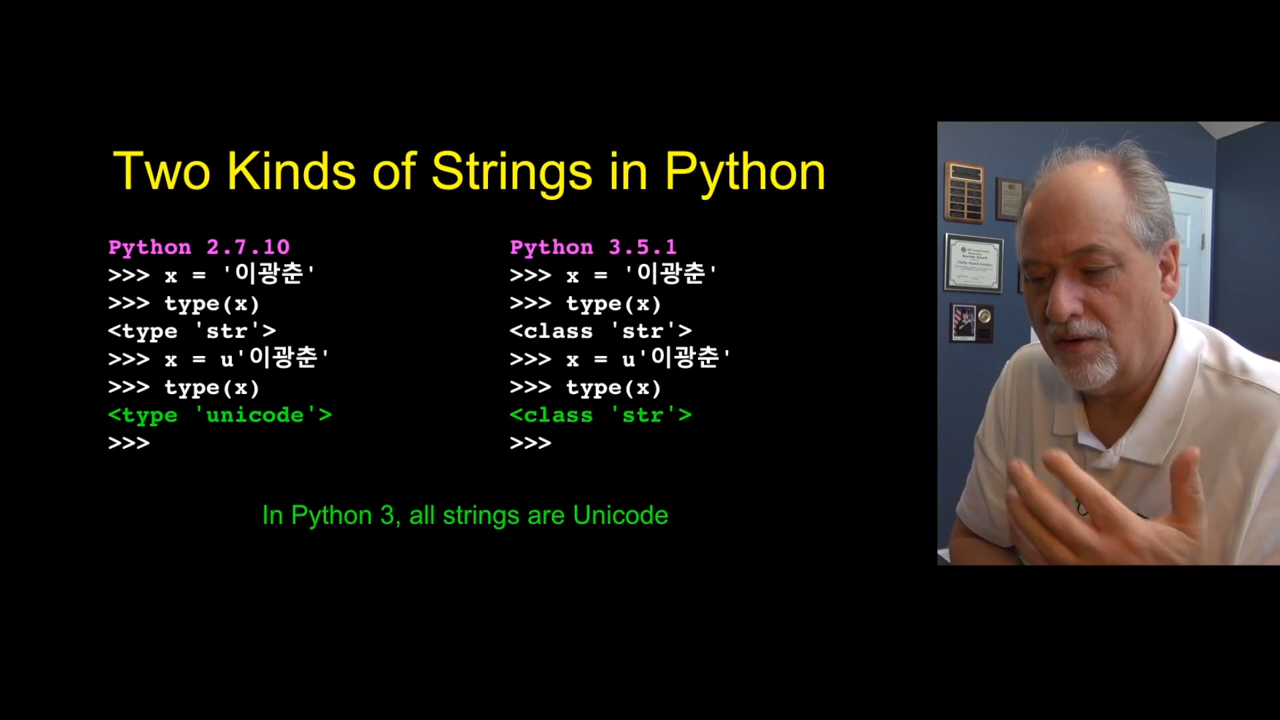 Two Kinds of Strings in Python
Python 2.7.10
>>> x = '이광춘'
>>> type(x)
<type 'str'>
>>> x = u'이광춘'
>>> type(x)
<type 'unicode'>
>>>
Python 3.5.1
>>> x = '이광춘'
>>> type(x)
<class 'str'>
>>> x = u'이광춘'
>>> type(x)
<class 'str'>
>>>
In Python 3, all strings are Unicode